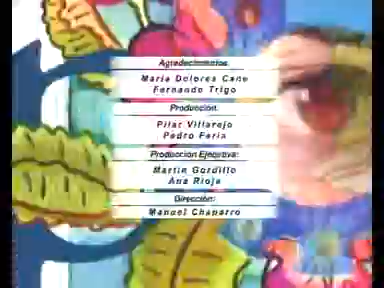 Agradecimientos:
María Dolores Cano
Fernando Trigo
Producción:
Pilar Villarejo
Pedro Feria
Producción Ejecutiva:
Martín Gordillo
Ana Rioja
Dirección:
Manuel Chaparro